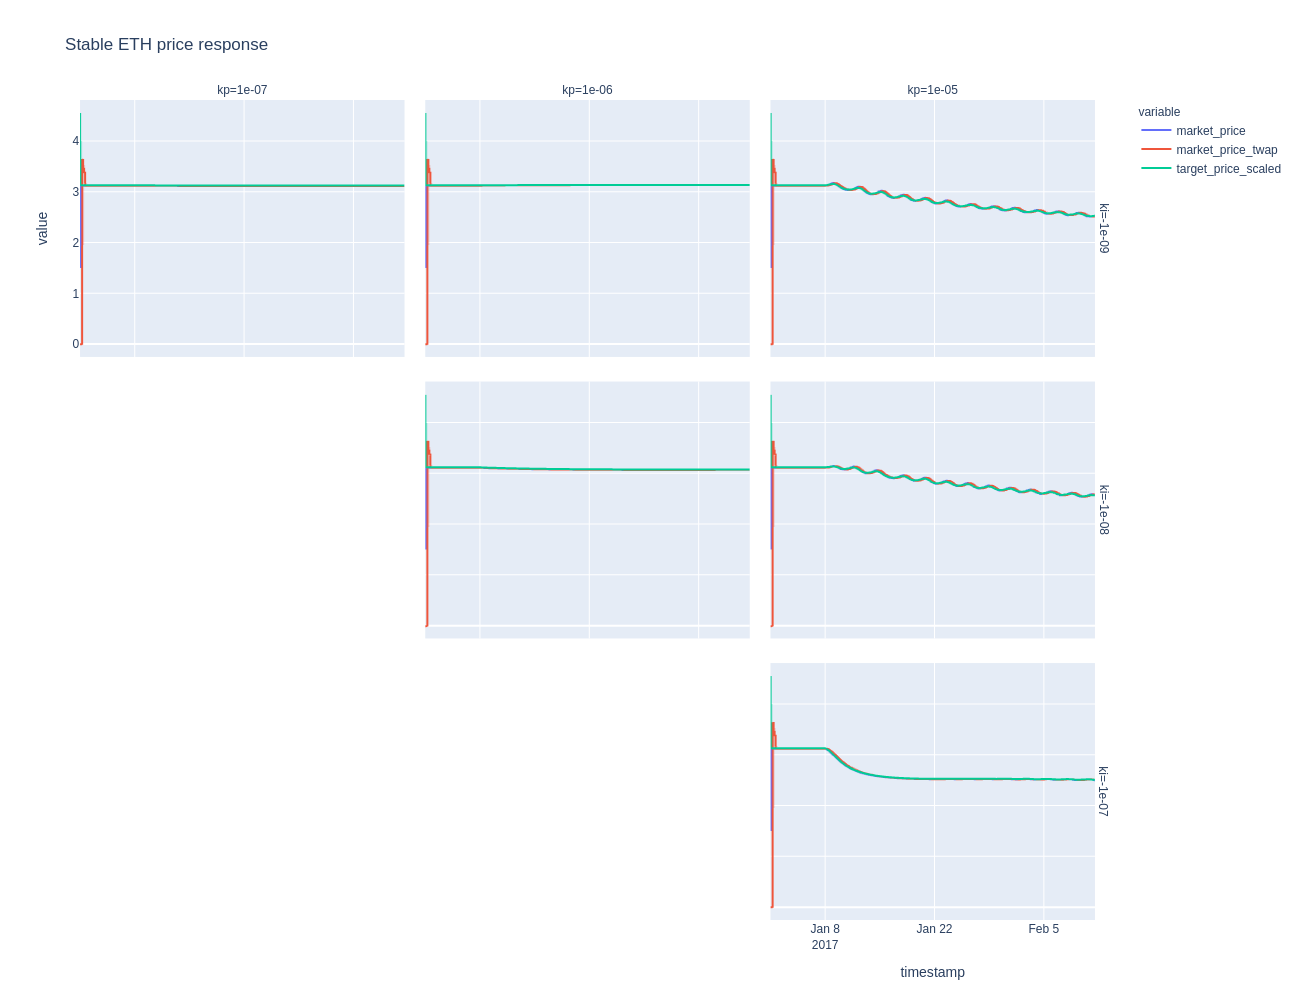 Stable ETH price response
kp=1e-07
kp=1e-06
kp=1e-05
variable
market_price
market_price_twap
target_price_scaled
4
3
2
1
0
value
ki=-1e-09
ki=-1e-08
ki=-1e-07
Jan 8
2017
Jan 22
Feb 5
timestamp